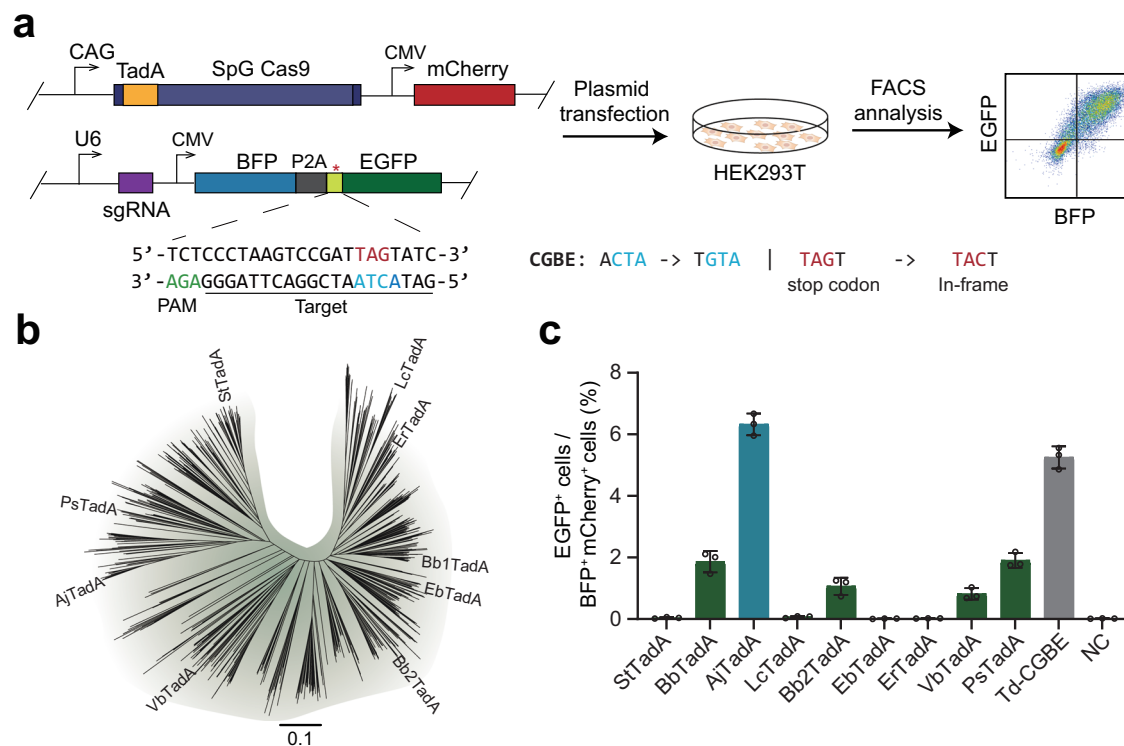 a
CAG
TadA
SpG Cas9
CMV
mCherry
Plasmid
transfection
HEK293T
FACS
annalysis
EGFP
BFP
U6
CMV
BFP
P2A
*
EGFP
sgRNA
5'-TCTCCCTAAGTCCGATTAGTATC-3'
3'-AGAGGGATTCAGGCTAATCATAG-5'
PAM
Target
CGBE: ACTA -> TGTA | TAGT -> TACT
stop codon
In-frame
b
StTadA
LcTadA
ErTadA
PsTadA
AjTadA
Bb1TadA
EbTadA
VbTadA
Bb2TadA
0.1
c
EGFP⁺ cells /
BFP⁺ mCherry⁺ cells (%)
8
6
4
2
0
StTadA
BbTadA
AjTadA
LcTadA
Bb2TadA
EbTadA
ErTadA
VbTadA
PsTadA
Td-CGBE
NC